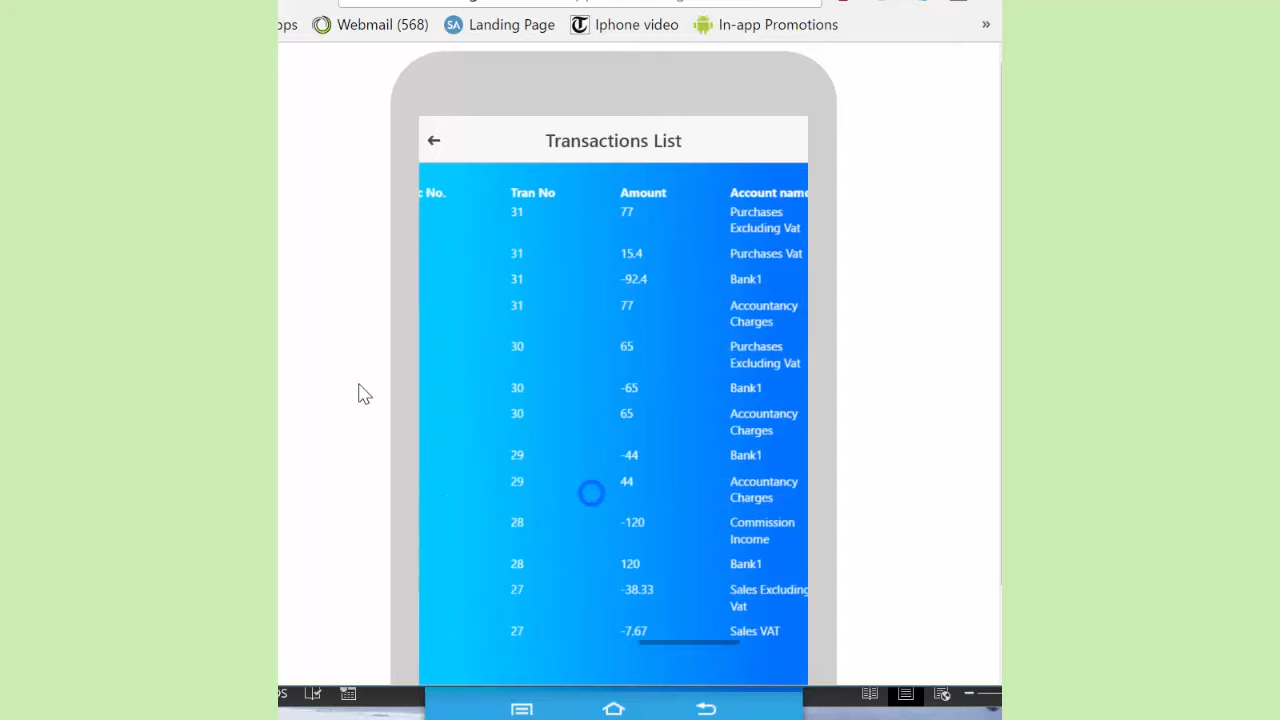 ops Webmail (568) Landing Page Iphone video In-app Promotions »
Transactions List
c No. Tran No Amount Account name
31 77 Purchases
Excluding Vat
31 15.4 Purchases Vat
31 -92.4 Bank1
31 77 Accountancy
Charges
30 65 Purchases
Excluding Vat
30 -65 Bank1
30 65 Accountancy
Charges
29 -44 Bank1
29 44 Accountancy
Charges
28 -120 Commission
Income
28 120 Bank1
27 -38.33 Sales Excluding
Vat
27 -7.67 Sales VAT